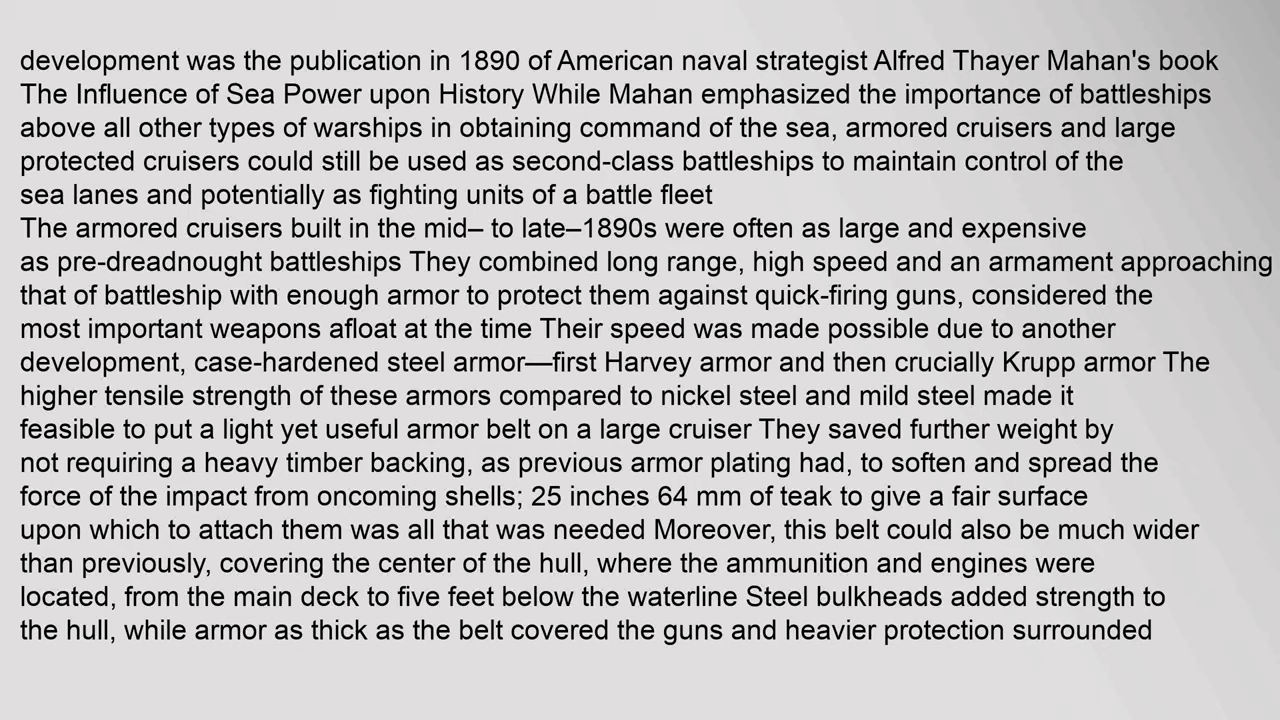 development was the publication in 1890 of American naval strategist Alfred Thayer Mahan's book
The Influence of Sea Power upon History While Mahan emphasized the importance of battleships
above all other types of warships in obtaining command of the sea, armored cruisers and large
protected cruisers could still be used as second-class battleships to maintain control of the
sea lanes and potentially as fighting units of a battle fleet
The armored cruisers built in the mid– to late–1890s were often as large and expensive
as pre-dreadnought battleships They combined long range, high speed and an armament approaching
that of battleship with enough armor to protect them against quick-firing guns, considered the
most important weapons afloat at the time Their speed was made possible due to another
development, case-hardened steel armor—first Harvey armor and then crucially Krupp armor The
higher tensile strength of these armors compared to nickel steel and mild steel made it
feasible to put a light yet useful armor belt on a large cruiser They saved further weight by
not requiring a heavy timber backing, as previous armor plating had, to soften and spread the
force of the impact from oncoming shells; 25 inches 64 mm of teak to give a fair surface
upon which to attach them was all that was needed Moreover, this belt could also be much wider
than previously, covering the center of the hull, where the ammunition and engines were
located, from the main deck to five feet below the waterline Steel bulkheads added strength to
the hull, while armor as thick as the belt covered the guns and heavier protection surrounded